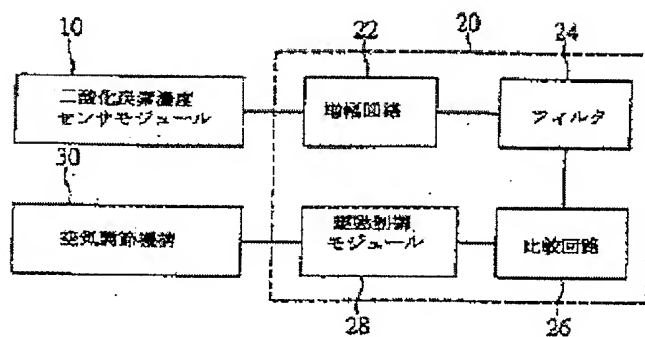 10
22
20
24
二酸化炭素濃度
センサモジュール
増幅回路
フィルタ
30
空気調節機構
駆動制御
モジュール
比較回路
28
26